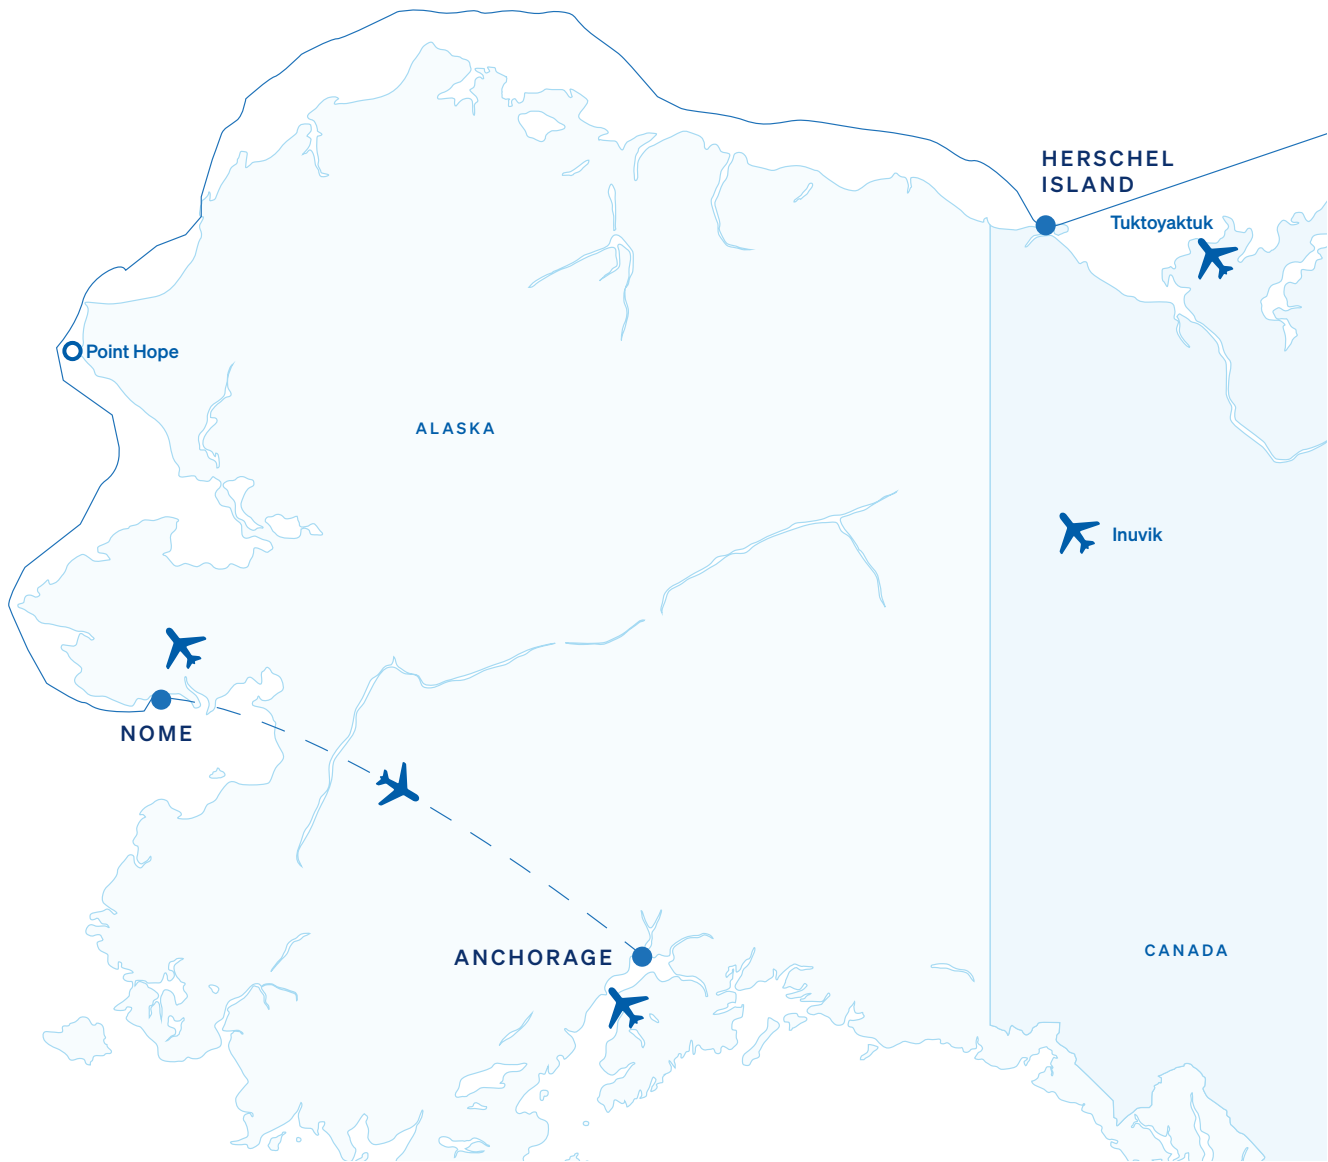 HERSCHEL
ISLAND
Tuktoyaktuk
Point Hope
ALASKA
Inuvik
NOME
ANCHORAGE
CANADA